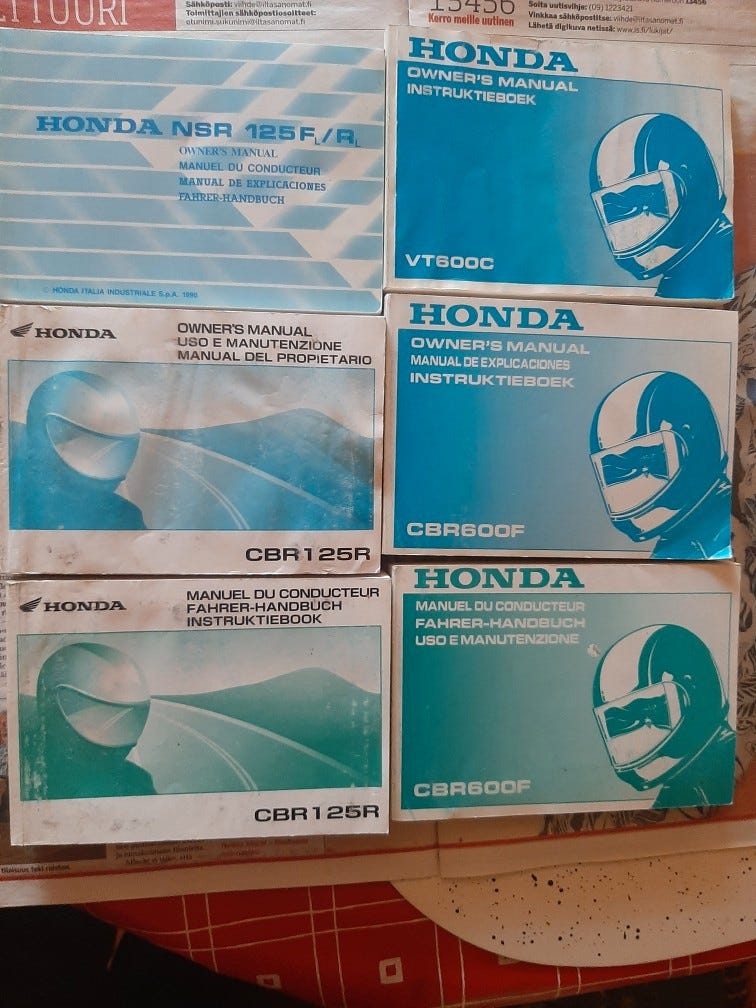 LITUORI
Sähköposti: viihde@iltasanomat.fi
Toimittajien sähköpostiosoitteet:
etunimi.sukunimi@iltasanomat.fi
13456
Kerro meille uutinen
13456
Soita uutisvihje: (09) 1223421
Vinkkaa sähköpostitse: viihde@iltasanomat.fi
Lähetä digikuva netissä: www.is.fi/lukijat/
HONDA NSR 125 FL/RL
OWNER'S MANUAL
MANUEL DU CONDUCTEUR
MANUAL DE EXPLICACIONES
FAHRER-HANDBUCH
© HONDA ITALIA INDUSTRIALE S.p.A. 1990
HONDA
OWNER'S MANUAL
INSTRUKTIEBOEK
VT600C
HONDA
OWNER'S MANUAL
USO E MANUTENZIONE
MANUAL DEL PROPIETARIO
CBR125R
HONDA
OWNER'S MANUAL
MANUAL DE EXPLICACIONES
INSTRUKTIEBOEK
CBR600F
HONDA
MANUEL DU CONDUCTEUR
FAHRER-HANDBUCH
INSTRUKTIEBOOK
CBR125R
HONDA
MANUEL DU CONDUCTEUR
FAHRER-HANDBUCH
USO E MANUTENZIONE
CBR600F